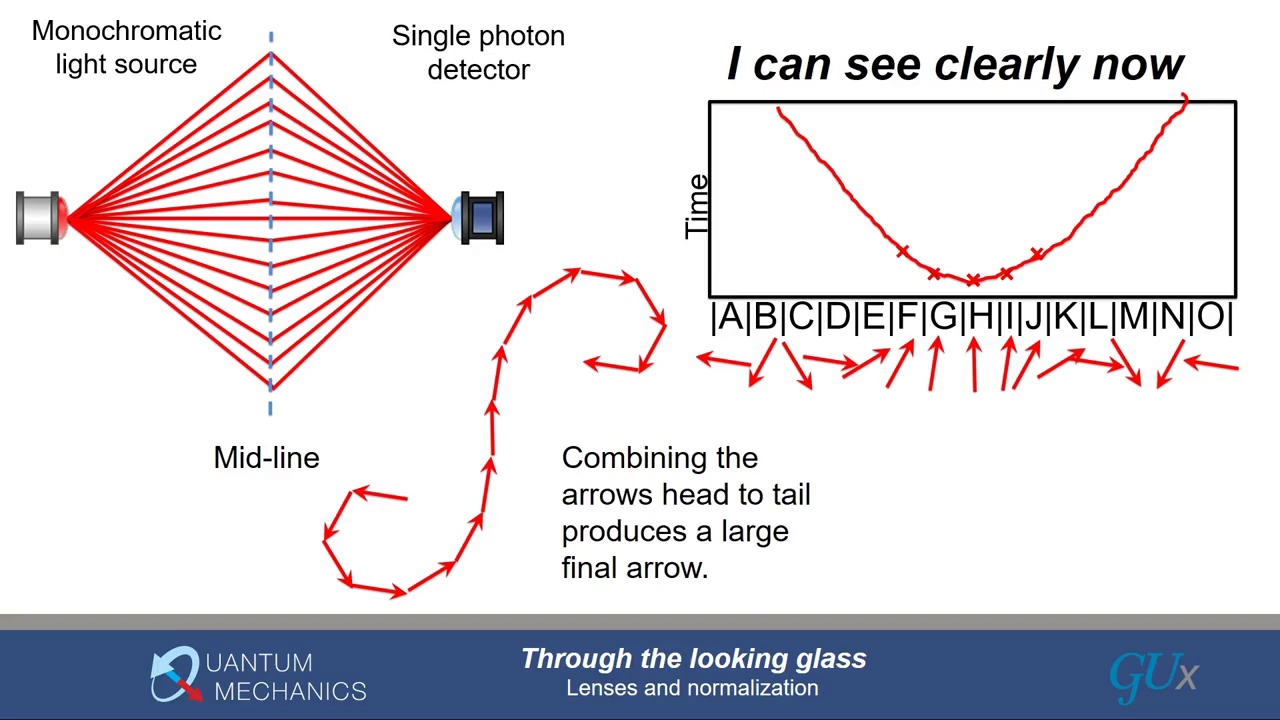 Monochromatic
light source
Single photon
detector
I can see clearly now
Time
|A|B|C|D|E|F|G|H|I|J|K|L|M|N|O|
Mid-line
Combining the
arrows head to tail
produces a large
final arrow.
QUANTUM
MECHANICS
Through the looking glass
Lenses and normalization
GUx